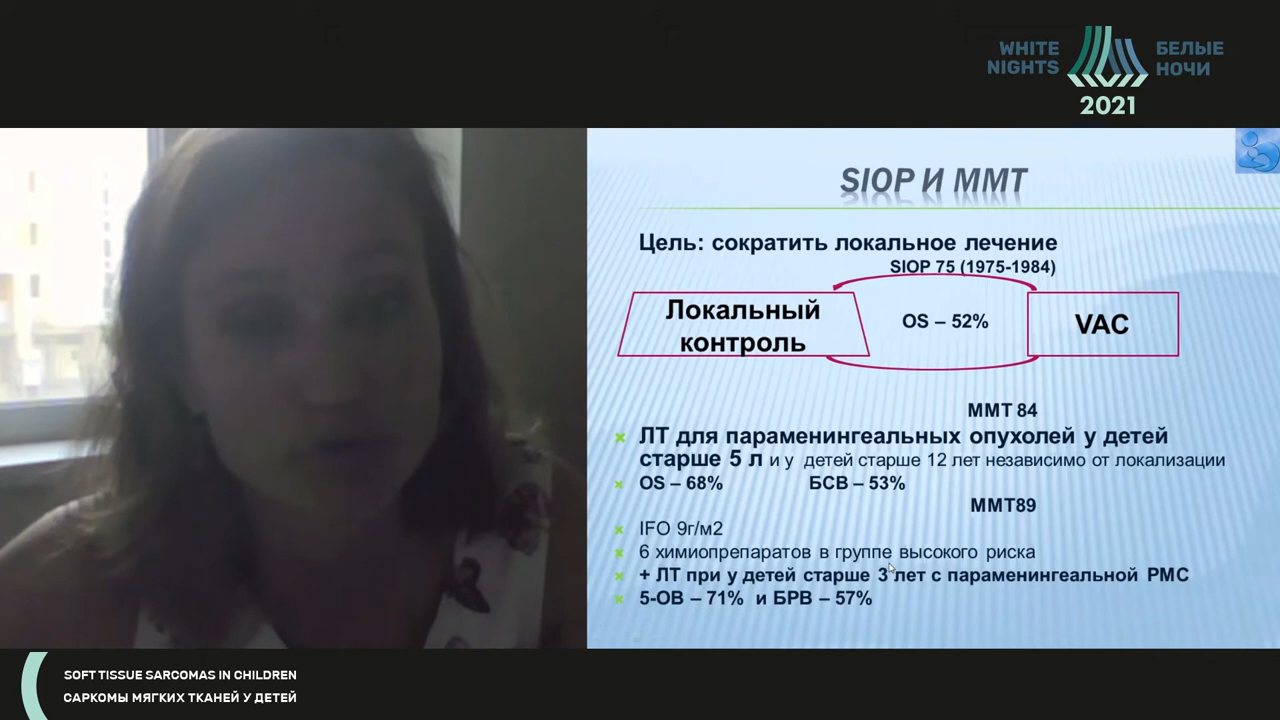 WHITE
NIGHTS
БЕЛЫЕ
НОЧИ
2021
SIOP И ММТ
Цель: сократить локальное лечение
SIOP 75 (1975-1984)
Локальный
контроль
OS – 52%
VAC
ММТ 84
ЛТ для параменингеальных опухолей у детей
старше 5 л и у детей старше 12 лет независимо от локализации
OS – 68% БСВ – 53%
ММТ89
IFO 9г/м2
6 химиопрепаратов в группе высокого риска
+ ЛТ при у детей старше 3 лет с параменингеальной РМС
5-ОВ – 71% и БРВ – 57%
SOFT TISSUE SARCOMAS IN CHILDREN
САРКОМЫ МЯГКИХ ТКАНЕЙ У ДЕТЕЙ